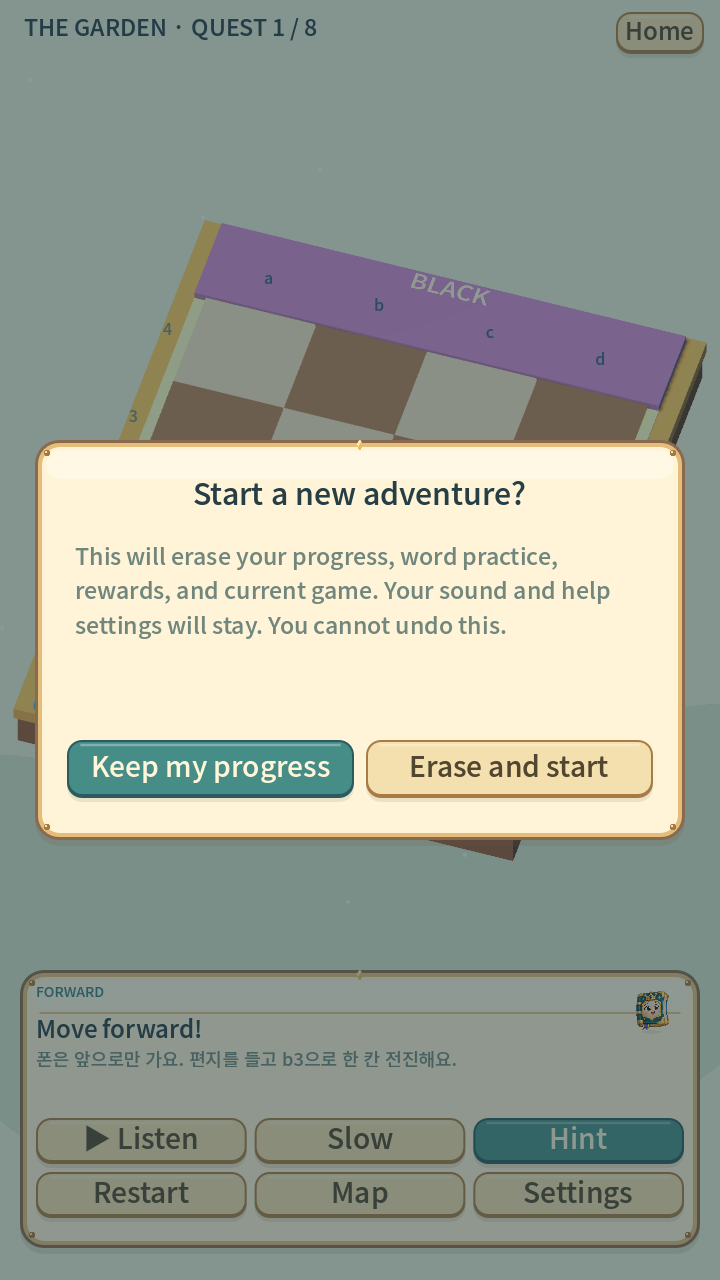 THE GARDEN · QUEST 1 / 8
Home
BLACK
a
b
c
d
4
3
Start a new adventure?
This will erase your progress, word practice,
rewards, and current game. Your sound and help
settings will stay. You cannot undo this.
Keep my progress
Erase and start
FORWARD
Move forward!
폰은 앞으로만 가요. 편지를 들고 b3으로 한 칸 전진해요.
▶ Listen
Slow
Hint
Restart
Map
Settings